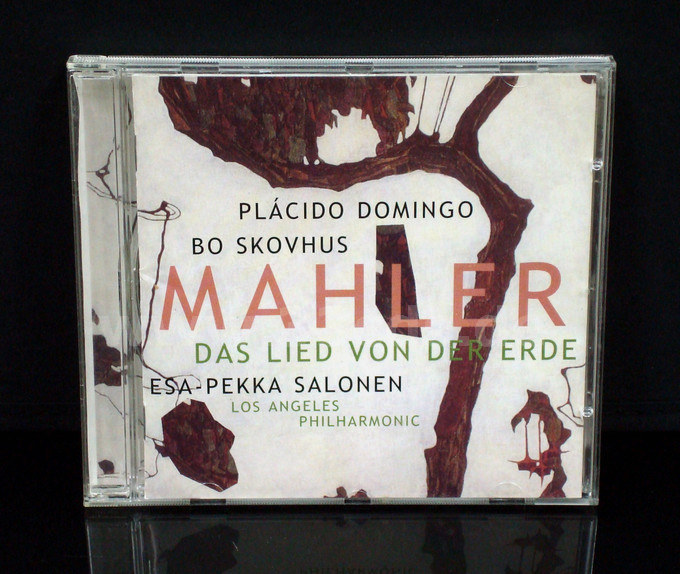 PLÁCIDO DOMINGO
BO SKOVHUS
MAHLER
DAS LIED VON DER ERDE
ESA-PEKKA SALONEN
LOS ANGELES
PHILHARMONIC